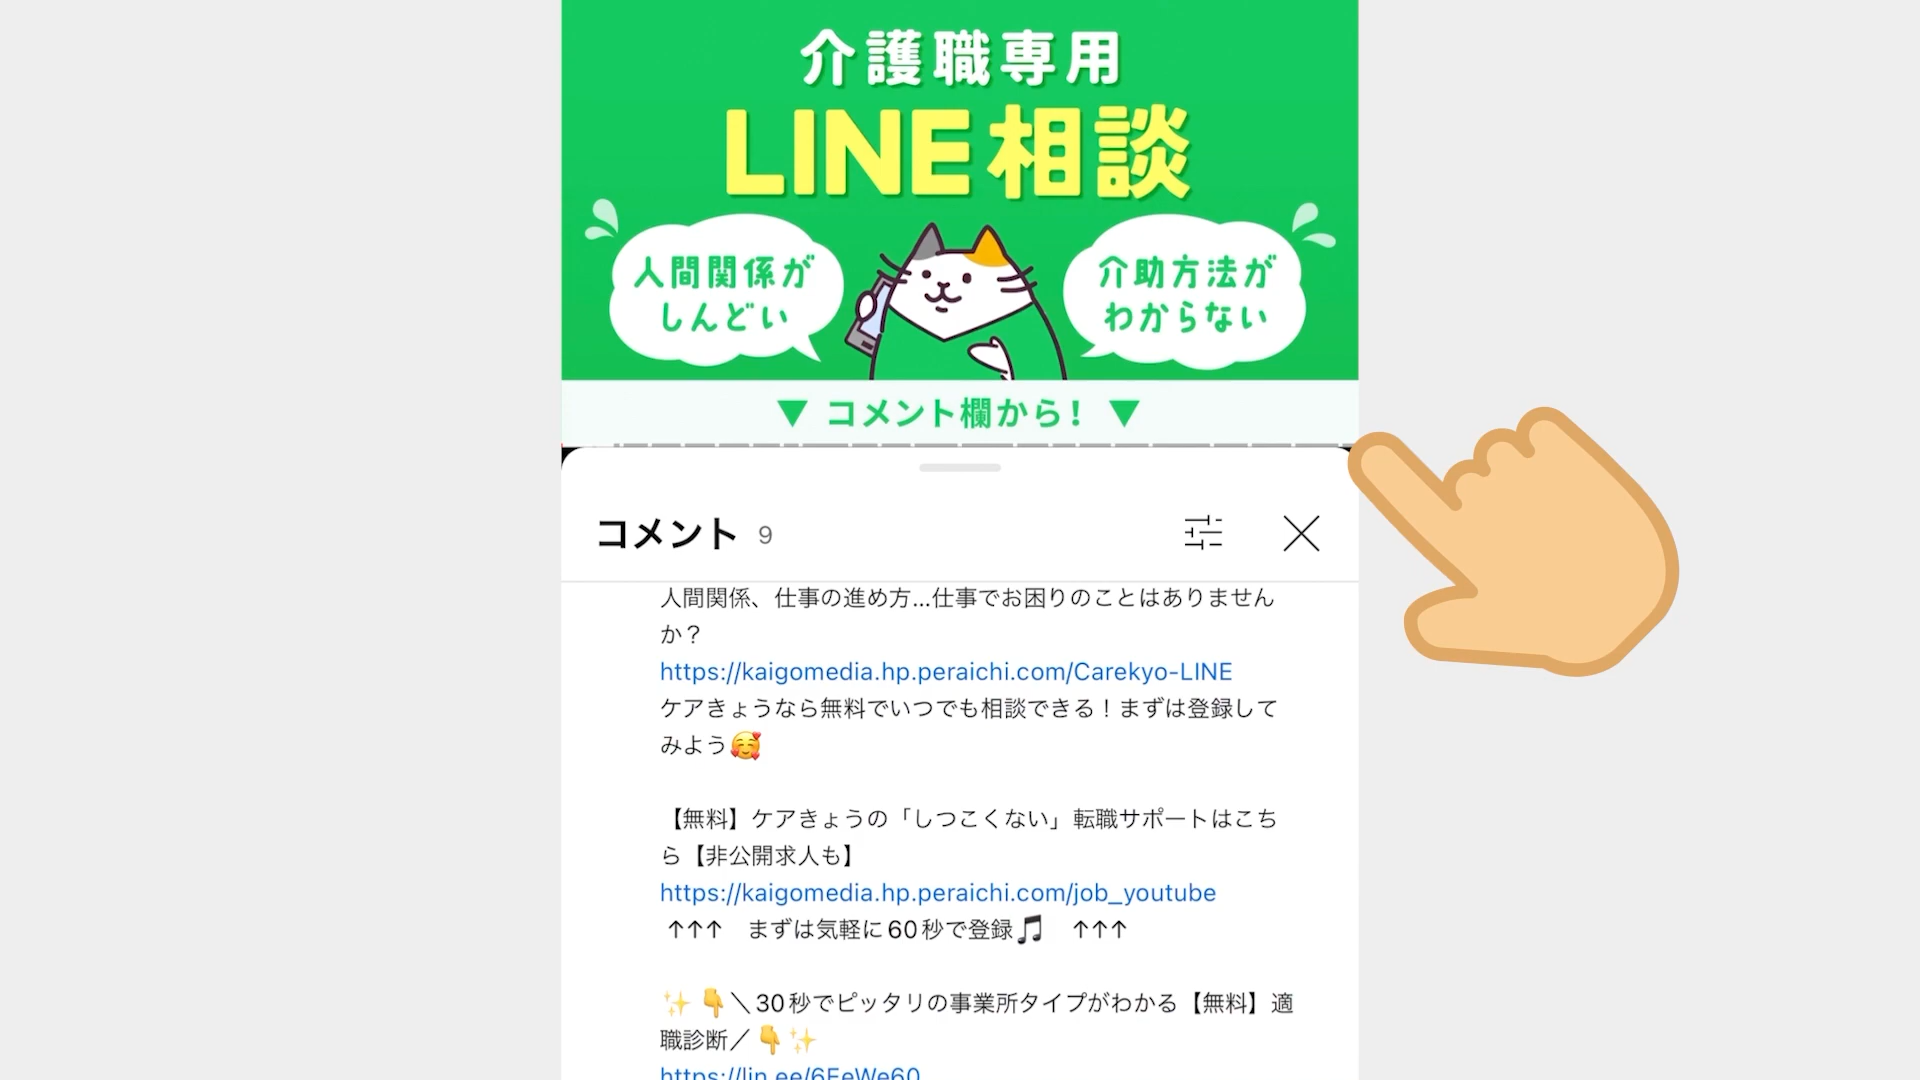 介護職専用
LINE相談
人間関係が
しんどい
介助方法が
わからない
▼ コメント欄から! ▼
コメント 9
人間関係、仕事の進め方...仕事でお困りのことはありません
か？
https://kaigomedia.hp.peraichi.com/Carekyo-LINE
ケアきょうなら無料でいつでも相談できる！まずは登録して
みよう🥰
【無料】ケアきょうの「しつこくない」転職サポートはこち
ら【非公開求人も】
https://kaigomedia.hp.peraichi.com/job_youtube
↑↑↑　まずは気軽に60秒で登録🎵　↑↑↑
✨👇＼30秒でピッタリの事業所タイプがわかる【無料】適
職診断／👇✨
https://lin.ee/6EeWe60